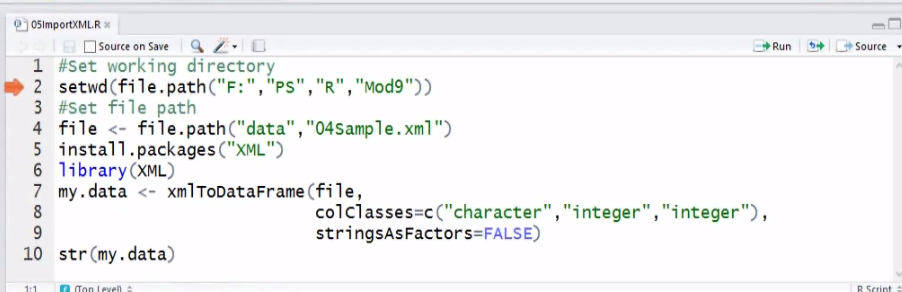 05ImportXML.R ×
Source on Save Run Source
1 #Set working directory
2 setwd(file.path("F:","PS","R","Mod9"))
3 #Set file path
4 file <- file.path("data","04Sample.xml")
5 install.packages("XML")
6 library(XML)
7 my.data <- xmlToDataFrame(file,
8 colClasses=c("character","integer","integer"),
9 stringsAsFactors=FALSE)
10 str(my.data)
1:1 (Top Level) R Script